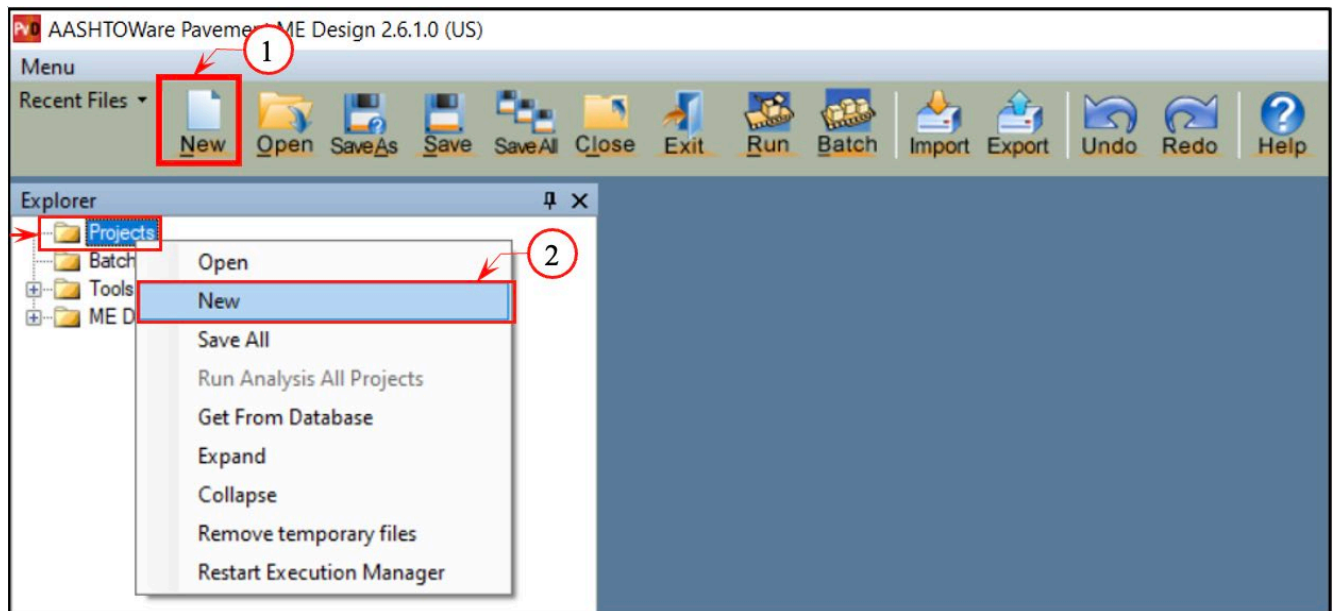 PvD AASHTOWare Pavement ME Design 2.6.1.0 (US)
1
Menu
Recent Files
New Open SaveAs Save SaveAll Close Exit Run Batch Import Export Undo Redo Help
Explorer
Projects
Batch
Tools
ME D
2
Open
New
Save All
Run Analysis All Projects
Get From Database
Expand
Collapse
Remove temporary files
Restart Execution Manager